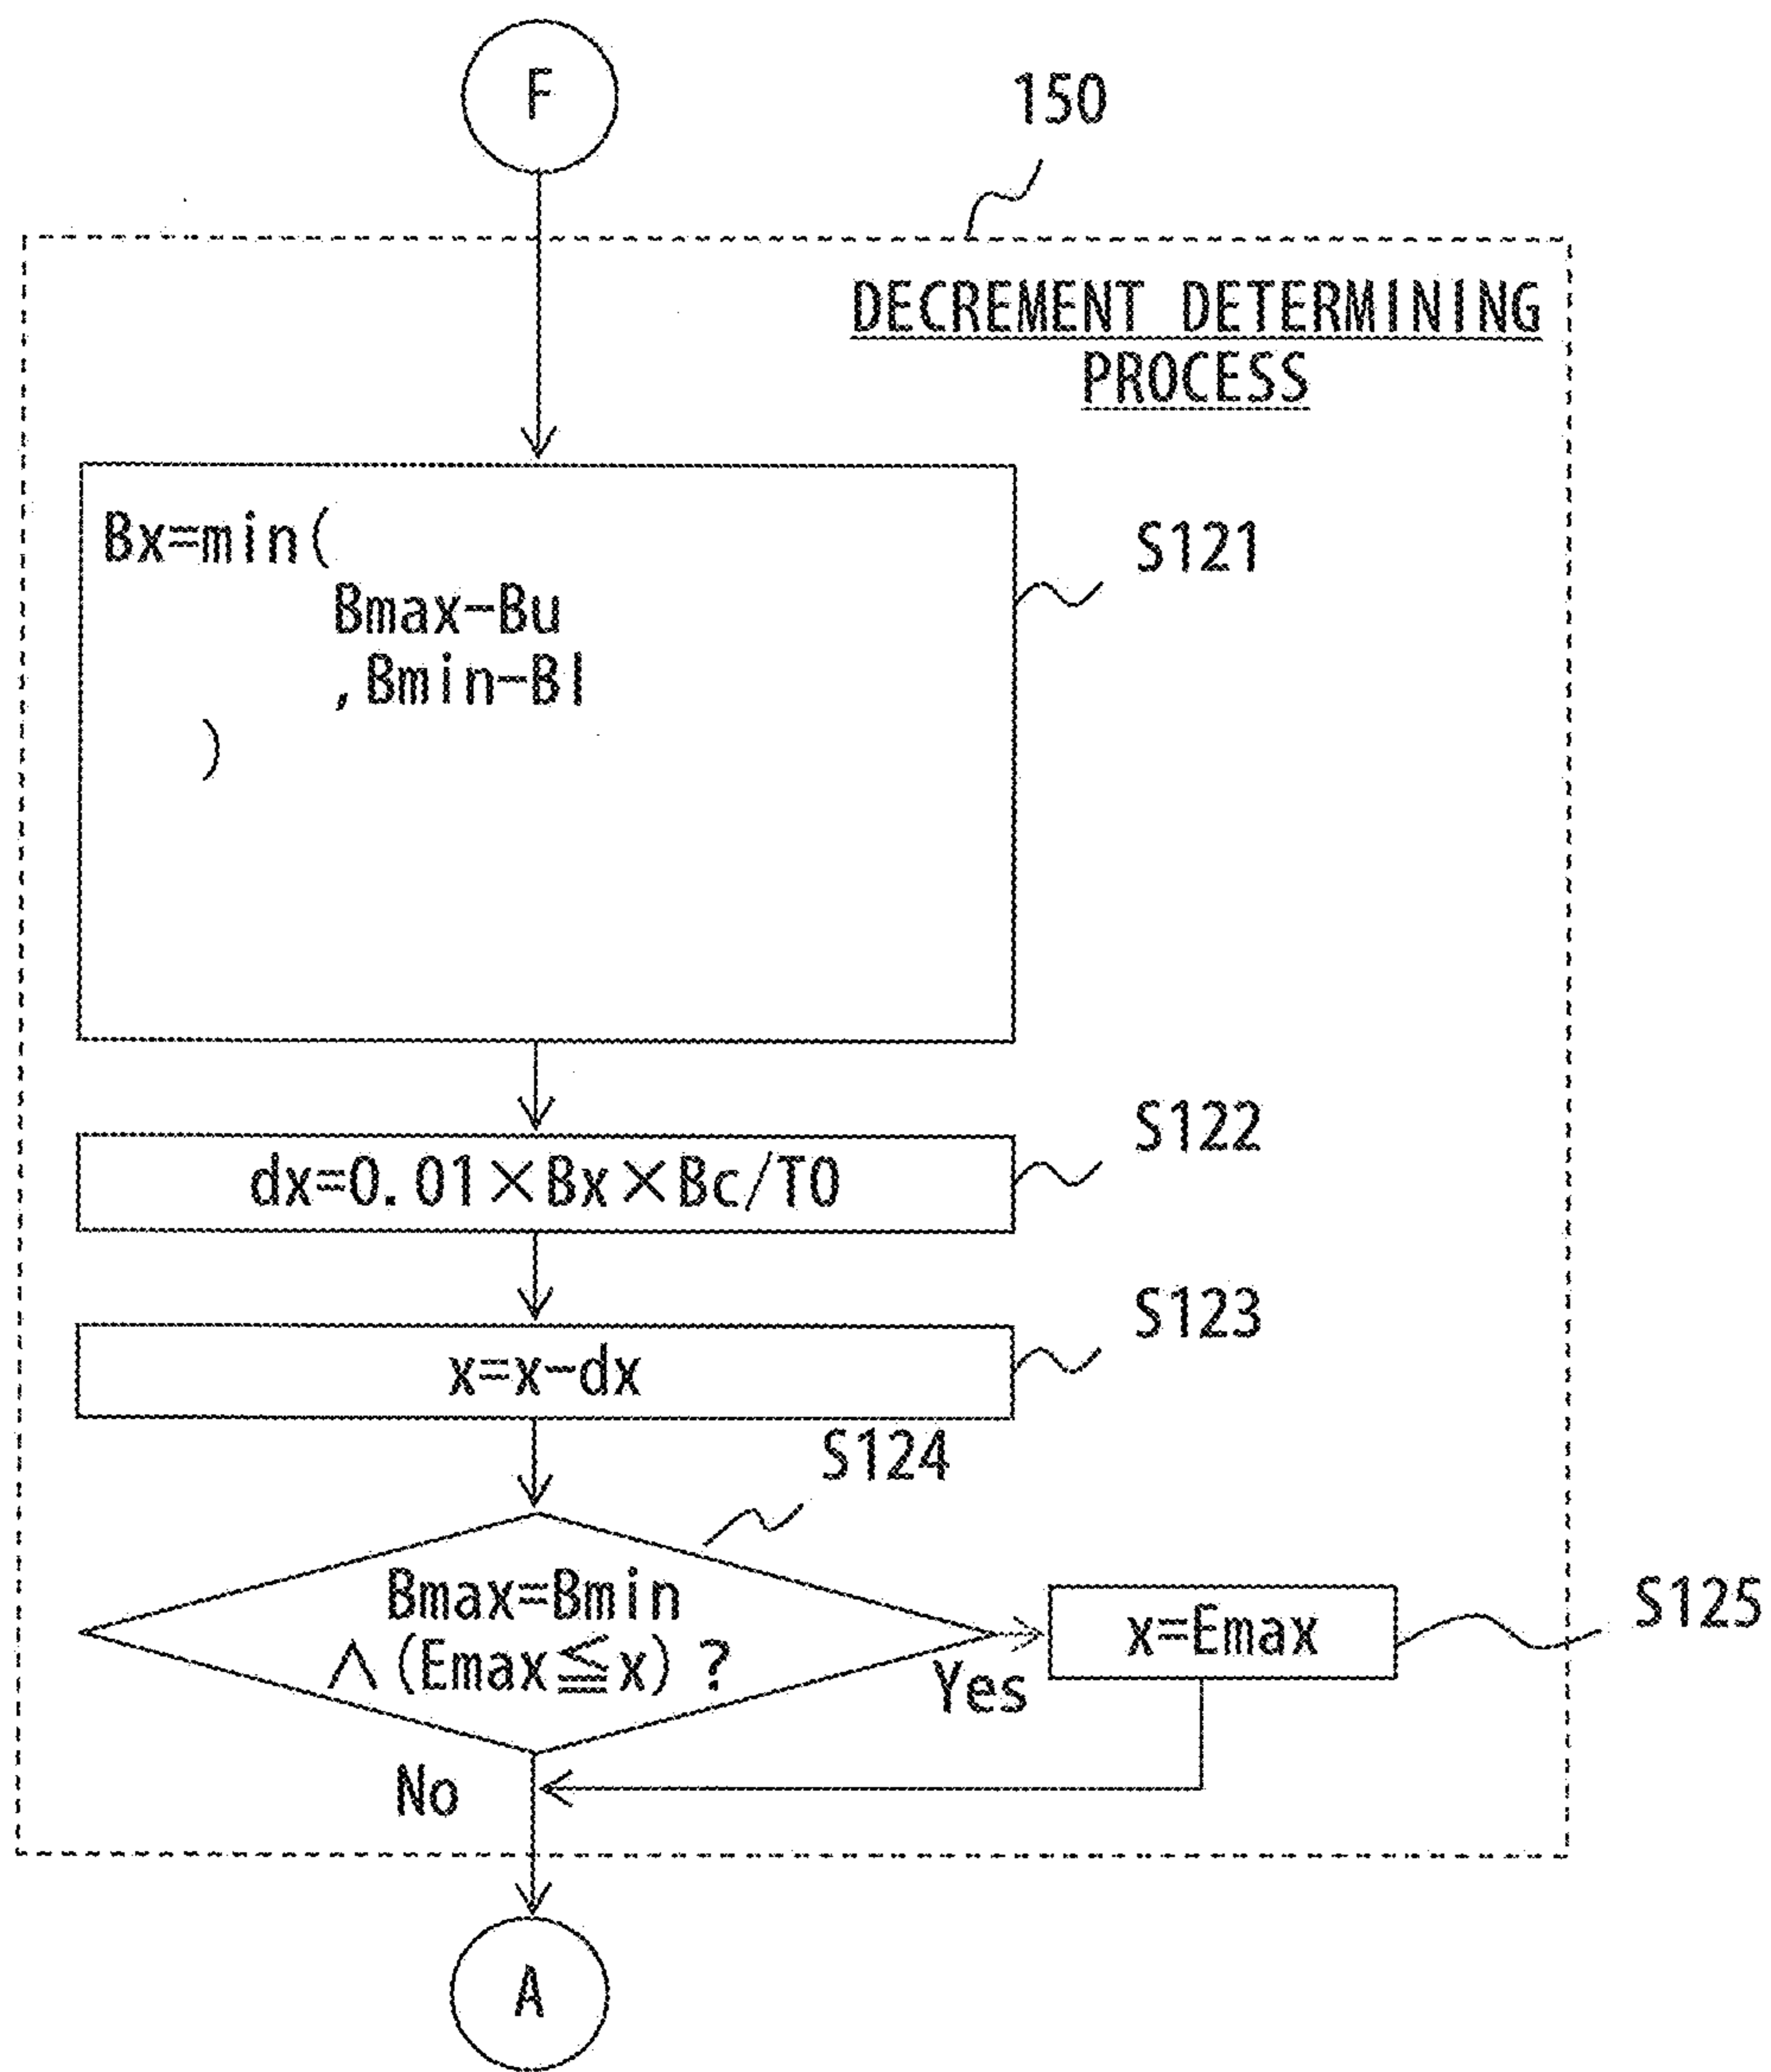 F
150
DECREMENT DETERMINING
PROCESS
Bx=min(
Bmax-Bu
,Bmin-Bl
)
S121
dx=0.01×Bx×Bc/T0
S122
x=x-dx
S123
S124
Bmax=Bmin
∧(Emax≦x)?
Yes
x=Emax
S125
No
A